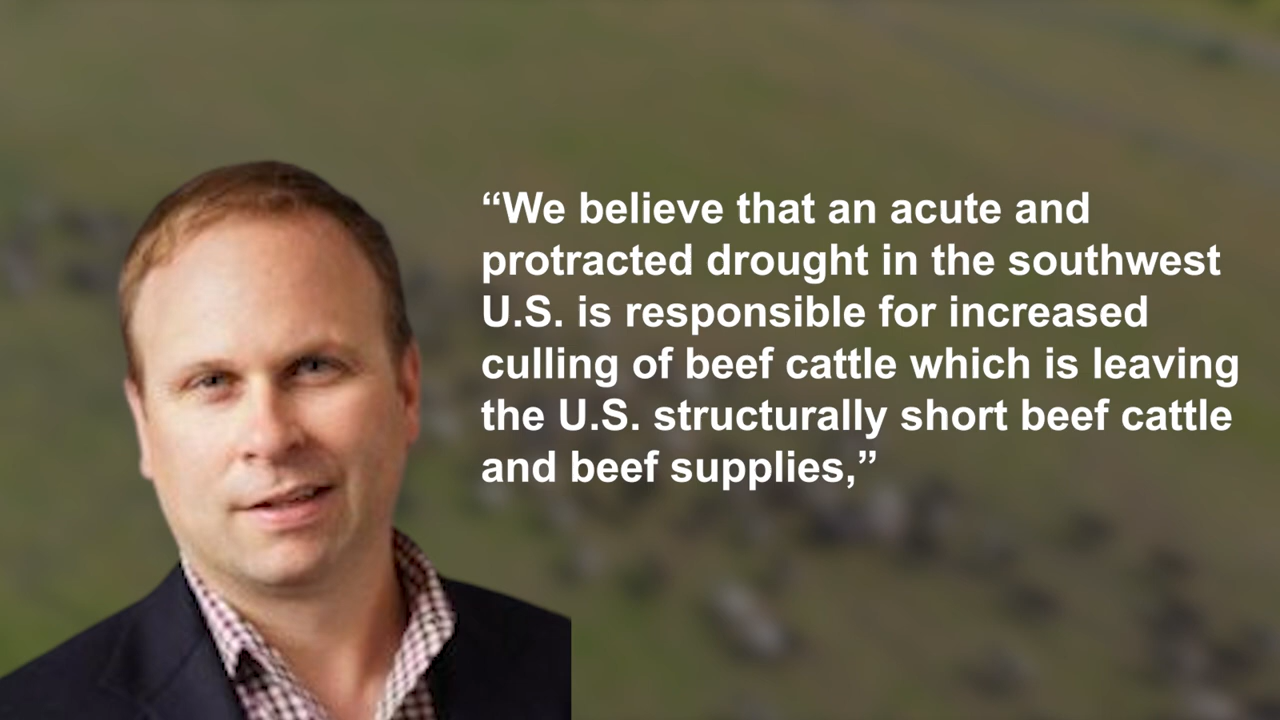 “We believe that an acute and
protracted drought in the southwest
U.S. is responsible for increased
culling of beef cattle which is leaving
the U.S. structurally short beef cattle
and beef supplies,”